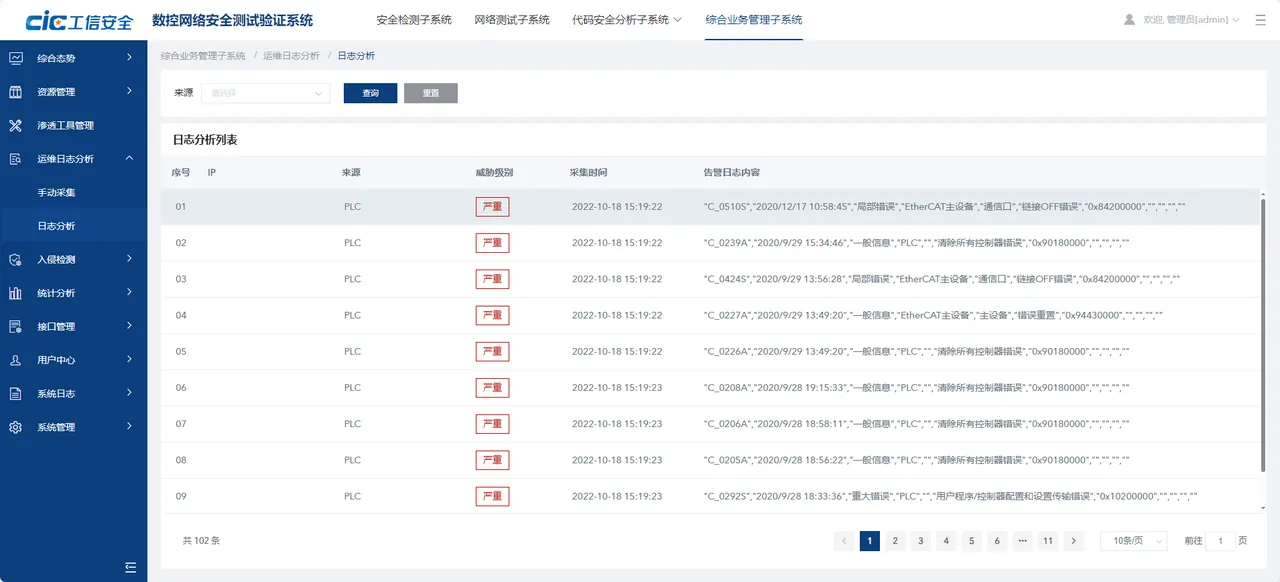 cic工信安全 数控网络安全测试验证系统 安全检测子系统 网络测试子系统 代码安全分析子系统 综合业务管理子系统 欢迎, 管理员[admin]
综合态势
资源管理
渗透工具管理
运维日志分析
手动采集
日志分析
入侵检测
统计分析
接口管理
用户中心
系统日志
系统管理
综合业务管理子系统 / 运维日志分析 / 日志分析
来源 请选择 查询 重置
日志分析列表
序号 IP 来源 威胁级别 采集时间 告警日志内容
01 PLC 严重 2022-10-18 15:19:22 "C_0510S","2020/12/17 10:58:45","局部错误","EtherCAT主设备","通信口","链接OFF错误","0x84200000","","","",""
02 PLC 严重 2022-10-18 15:19:22 "C_0239A","2020/9/29 15:34:46","一般信息","PLC","","清除所有控制器错误","0x90180000","","","",""
03 PLC 严重 2022-10-18 15:19:22 "C_0424S","2020/9/29 13:56:28","局部错误","EtherCAT主设备","通信口","链接OFF错误","0x84200000","","","",""
04 PLC 严重 2022-10-18 15:19:22 "C_0227A","2020/9/29 13:49:20","一般信息","EtherCAT主设备","主设备","错误重置","0x94430000","","","",""
05 PLC 严重 2022-10-18 15:19:22 "C_0226A","2020/9/29 13:49:20","一般信息","PLC","","清除所有控制器错误","0x90180000","","","",""
06 PLC 严重 2022-10-18 15:19:23 "C_0208A","2020/9/28 19:15:33","一般信息","PLC","","清除所有控制器错误","0x90180000","","","",""
07 PLC 严重 2022-10-18 15:19:23 "C_0206A","2020/9/28 18:58:11","一般信息","PLC","","清除所有控制器错误","0x90180000","","","",""
08 PLC 严重 2022-10-18 15:19:23 "C_0205A","2020/9/28 18:56:22","一般信息","PLC","","清除所有控制器错误","0x90180000","","","",""
09 PLC 严重 2022-10-18 15:19:23 "C_0292S","2020/9/28 18:33:36","重大错误","PLC","","用户程序/控制器配置和设置传输错误","0x10200000","","","",""
共 102 条 < 1 2 3 4 5 6 ··· 11 > 10条/页 前往 1 页